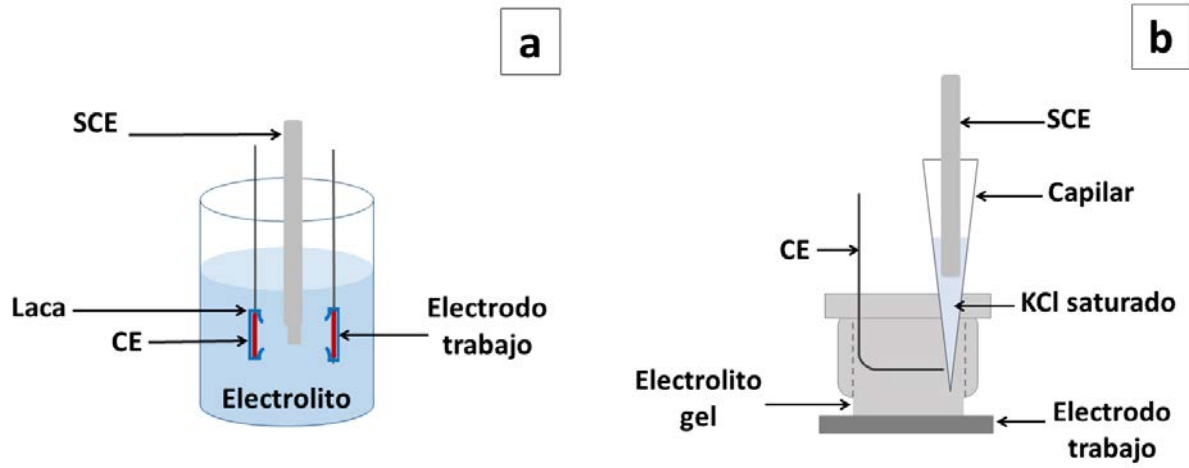 a
SCE
Laca
CE
Electrodo
trabajo
Electrolito
b
SCE
Capilar
CE
KCl saturado
Electrolito
gel
Electrodo
trabajo